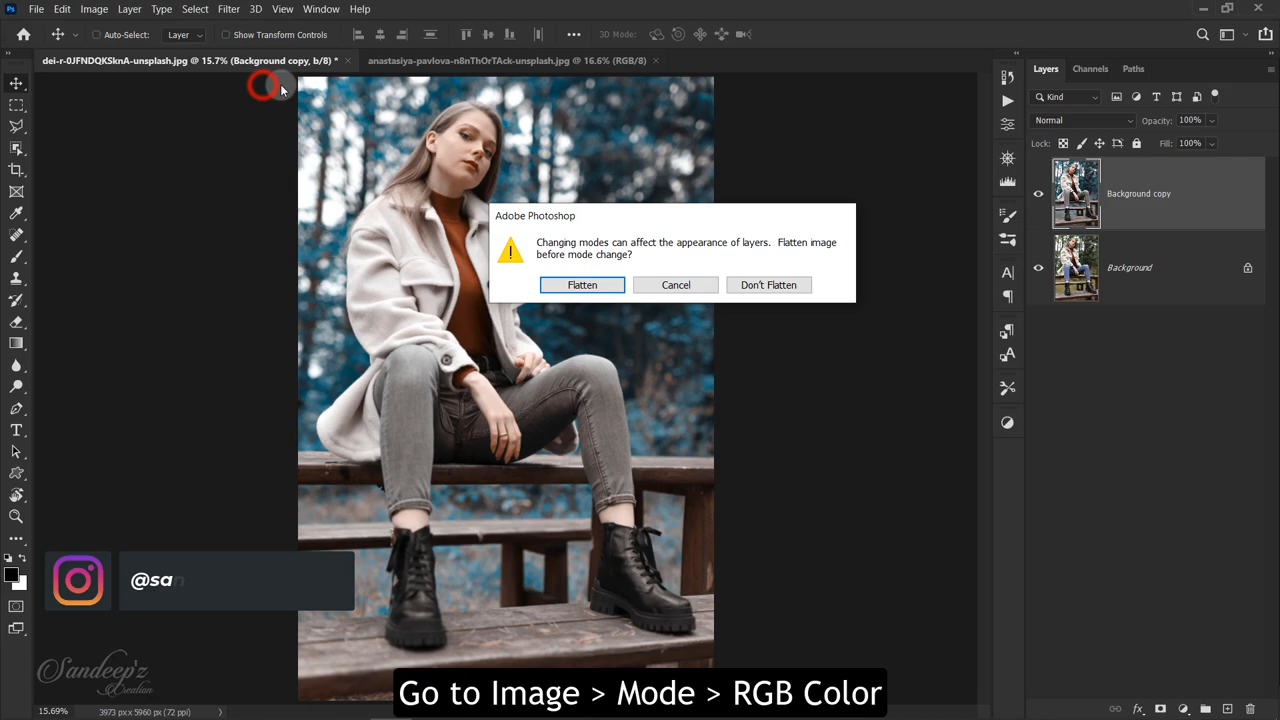 Ps File Edit Image Layer Type Select Filter 3D View Window Help
Auto-Select: Layer Show Transform Controls 3D Mode:
dei-r-0JFNDQKSknA-unsplash.jpg @ 15.7% (Background copy, b/8) * × anastasiya-pavlova-n8nThOrTAck-unsplash.jpg @ 16.6% (RGB/8) ×
Layers Channels Paths
Kind
Normal Opacity: 100%
Lock: Fill: 100%
Background copy
Background
Adobe Photoshop
Changing modes can affect the appearance of layers. Flatten image
before mode change?
Flatten Cancel Don't Flatten
@san
Sandeep'z
Creation
Go to Image > Mode > RGB Color
15.69% 3973 px x 5960 px (72 ppi)